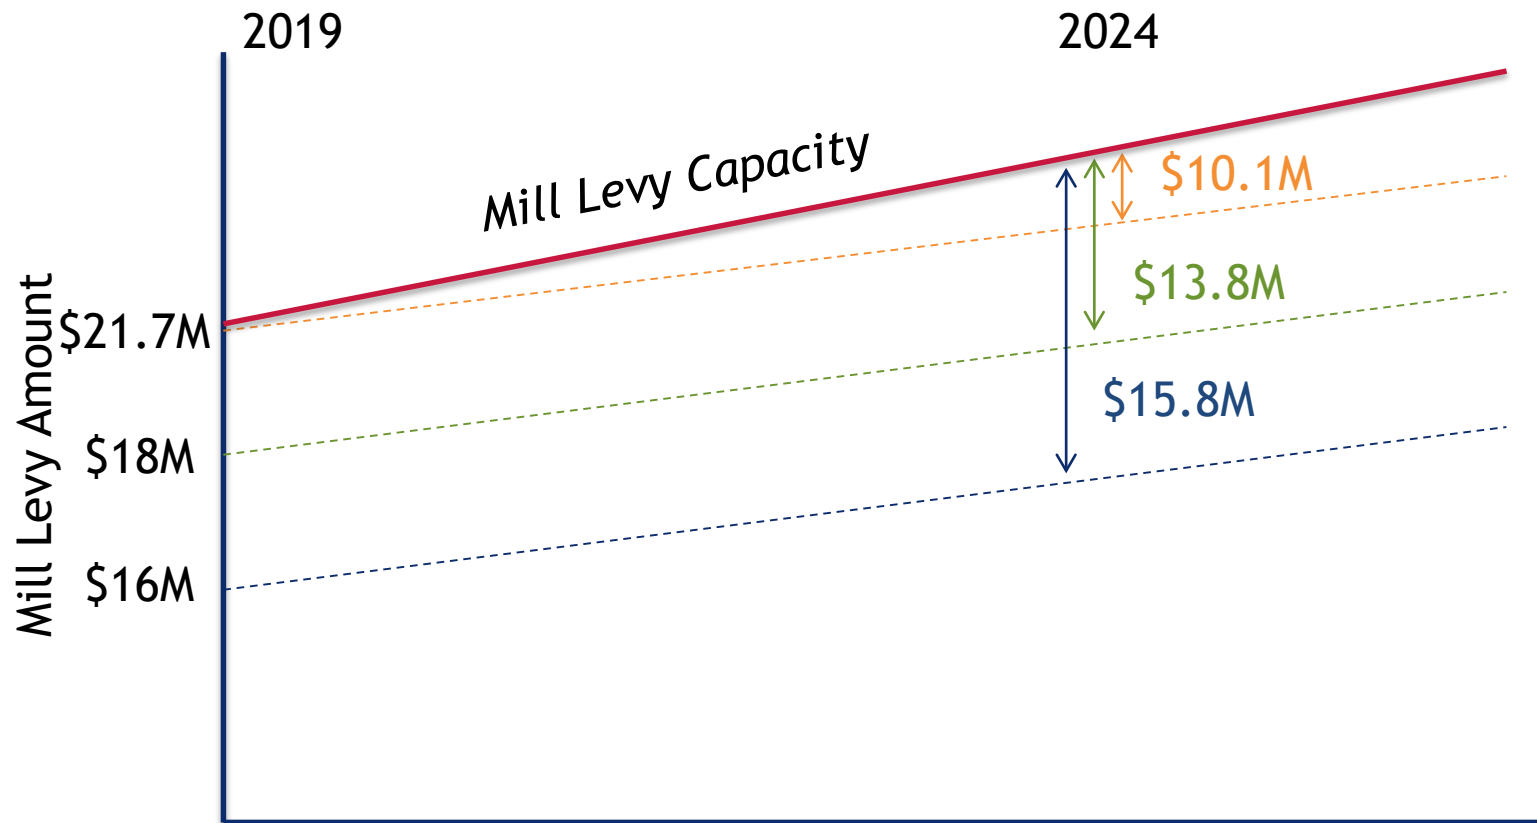 2019
2024
Mill Levy Capacity
$10.1M
$13.8M
$15.8M
Mill Levy Amount
$21.7M
$18M
$16M